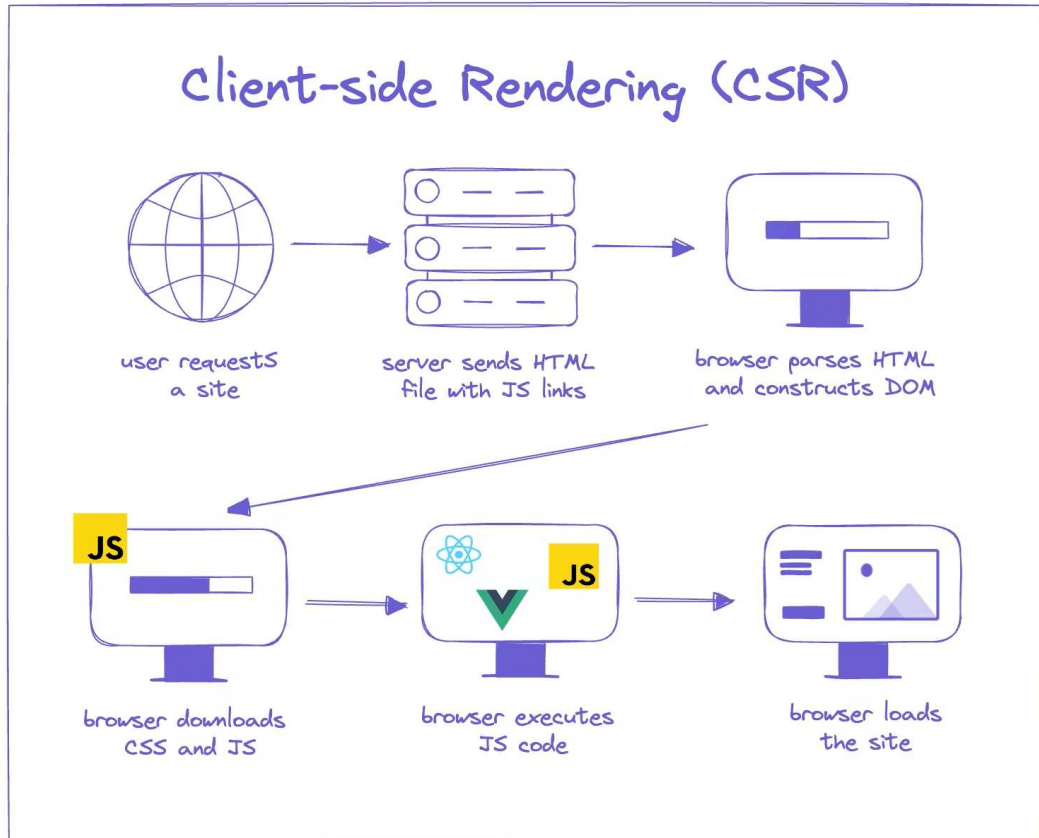 Client-side Rendering (CSR)
user requests
a site
server sends HTML
file with JS links
browser parses HTML
and constructs DOM
JS
browser downloads
CSS and JS
JS
browser executes
JS code
browser loads
the site